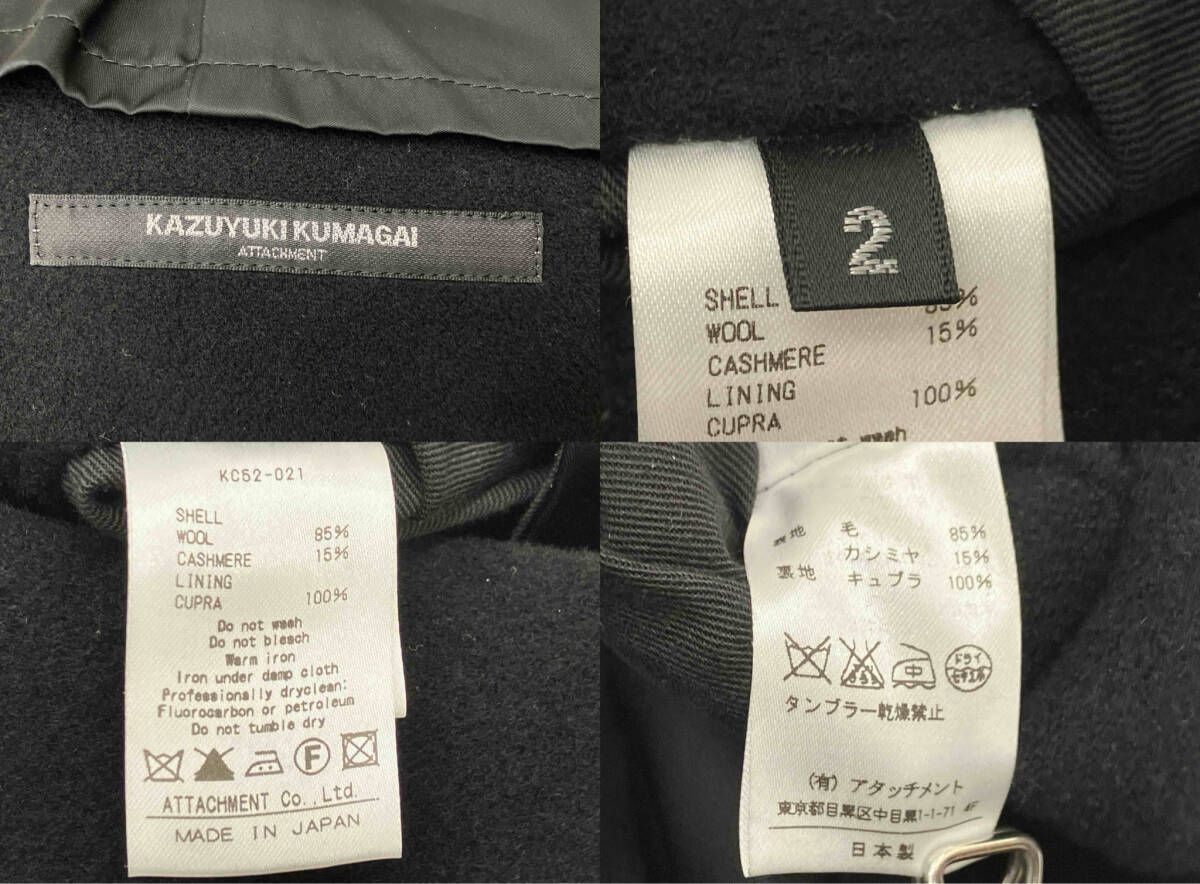 KAZUYUKI KUMAGAI
ATTACHMENT
2
SHELL
WOOL
15%
CASHMERE
LINING
100%
CUPRA
KC52-021
SHELL
WOOL 85%
CASHMERE 15%
LINING
CUPRA 100%
Do not wash
Do not bleach
Warm iron
Iron under damp cloth
Professionally dryclean:
Fluorocarbon or petroleum
Do not tumble dry
F
ATTACHMENT Co.,Ltd.
MADE IN JAPAN
表地 毛 85%
カシミヤ 15%
裏地 キュプラ 100%
中 ドライ
セキユ系
タンブラー乾燥禁止
(有) アタッチメント
東京都目黒区中目黒1-1-71 4F
日本製